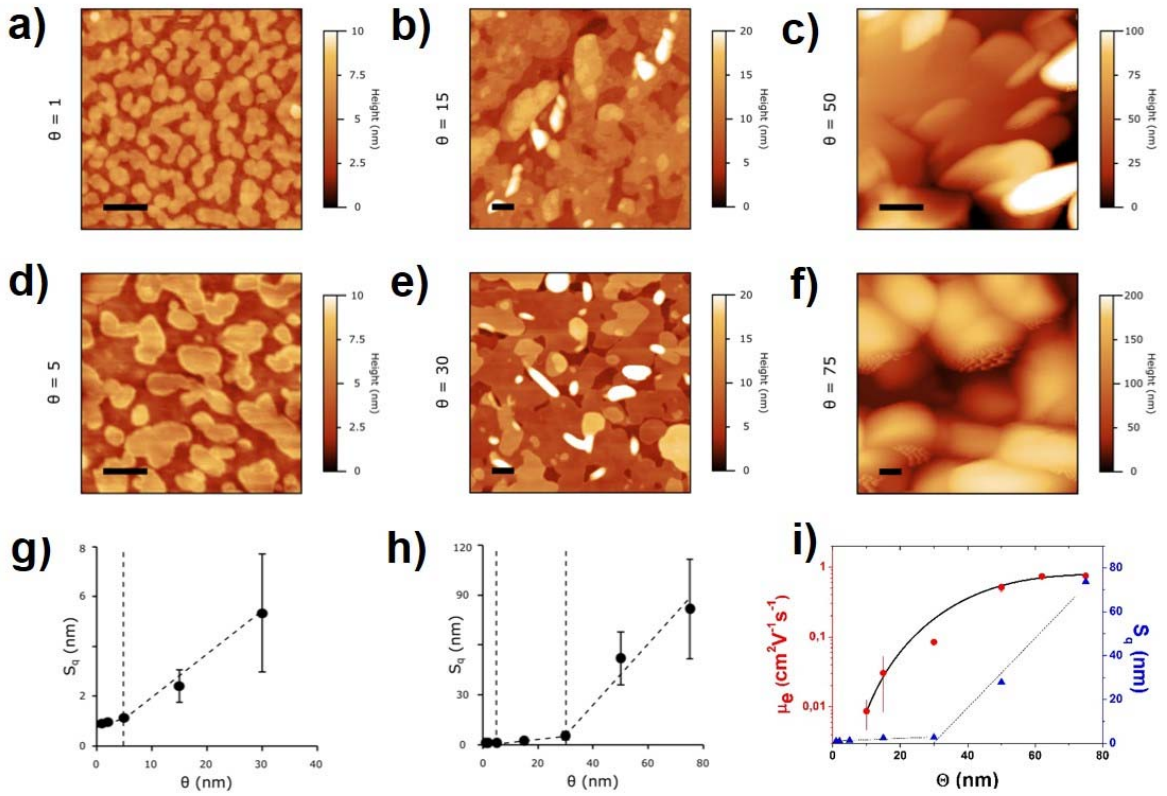 a)
θ = 1
10
7.5
5
2.5
0
Height (nm)
b)
θ = 15
20
15
10
5
0
Height (nm)
c)
θ = 50
100
75
50
25
0
Height (nm)
d)
θ = 5
10
7.5
5
2.5
0
Height (nm)
e)
θ = 30
20
15
10
5
0
Height (nm)
f)
θ = 75
200
150
100
50
0
Height (nm)
g)
8
6
4
2
0
Sq (nm)
0 10 20 30 40
θ (nm)
h)
120
90
60
30
0
Sq (nm)
0 20 40 60 80
θ (nm)
i)
1
0,1
0,01
μe (cm²V⁻¹s⁻¹)
80
60
40
20
0
Sq (nm)
0 20 40 60 80
Θ (nm)